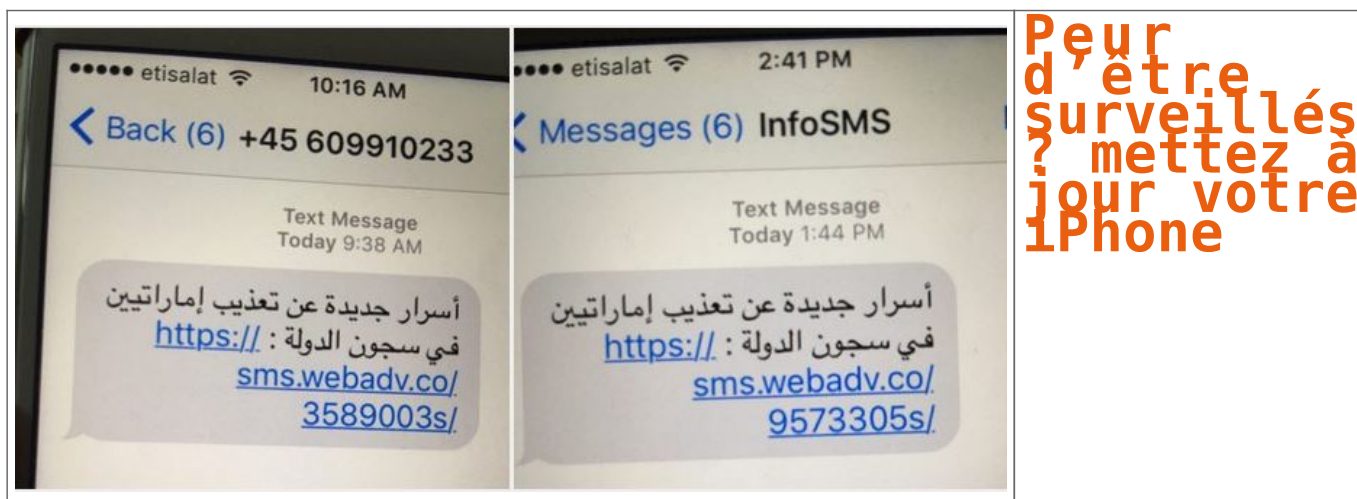 etisalat
10:16 AM
Back (6) +45 609910233
Text Message
Today 9:38 AM
أسرار جديدة عن تعذيب إماراتيين
في سجون الدولة : https://
sms.webadv.co/
3589003s/
etisalat
2:41 PM
Messages (6) InfoSMS
Text Message
Today 1:44 PM
أسرار جديدة عن تعذيب إماراتيين
في سجون الدولة : https://
sms.webadv.co/
9573305s/
Peur
d’être
surveillés
? mettez à
jour votre
iPhone